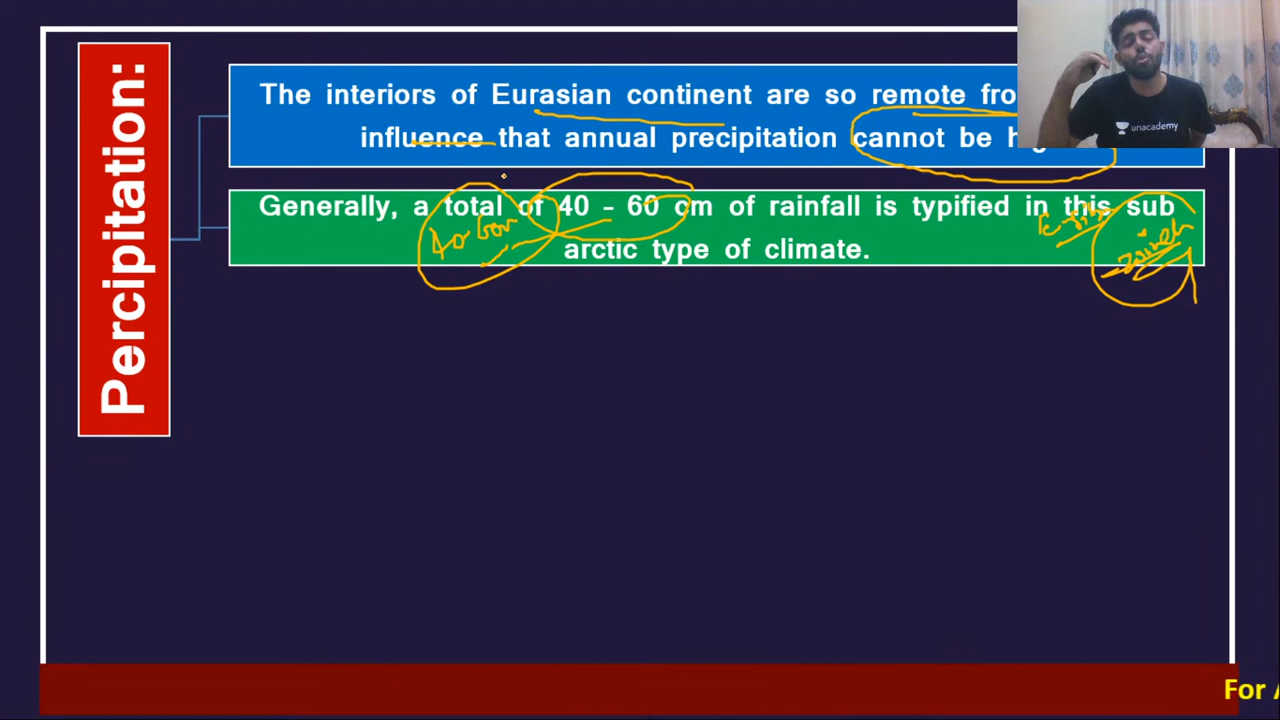 Percipitation:
The interiors of Eurasian continent are so remote
influence that annual precipitation cannot be
Generally, a total of 40 – 60 cm of rainfall is typified in this sub
arctic type of climate.
unacademy
For